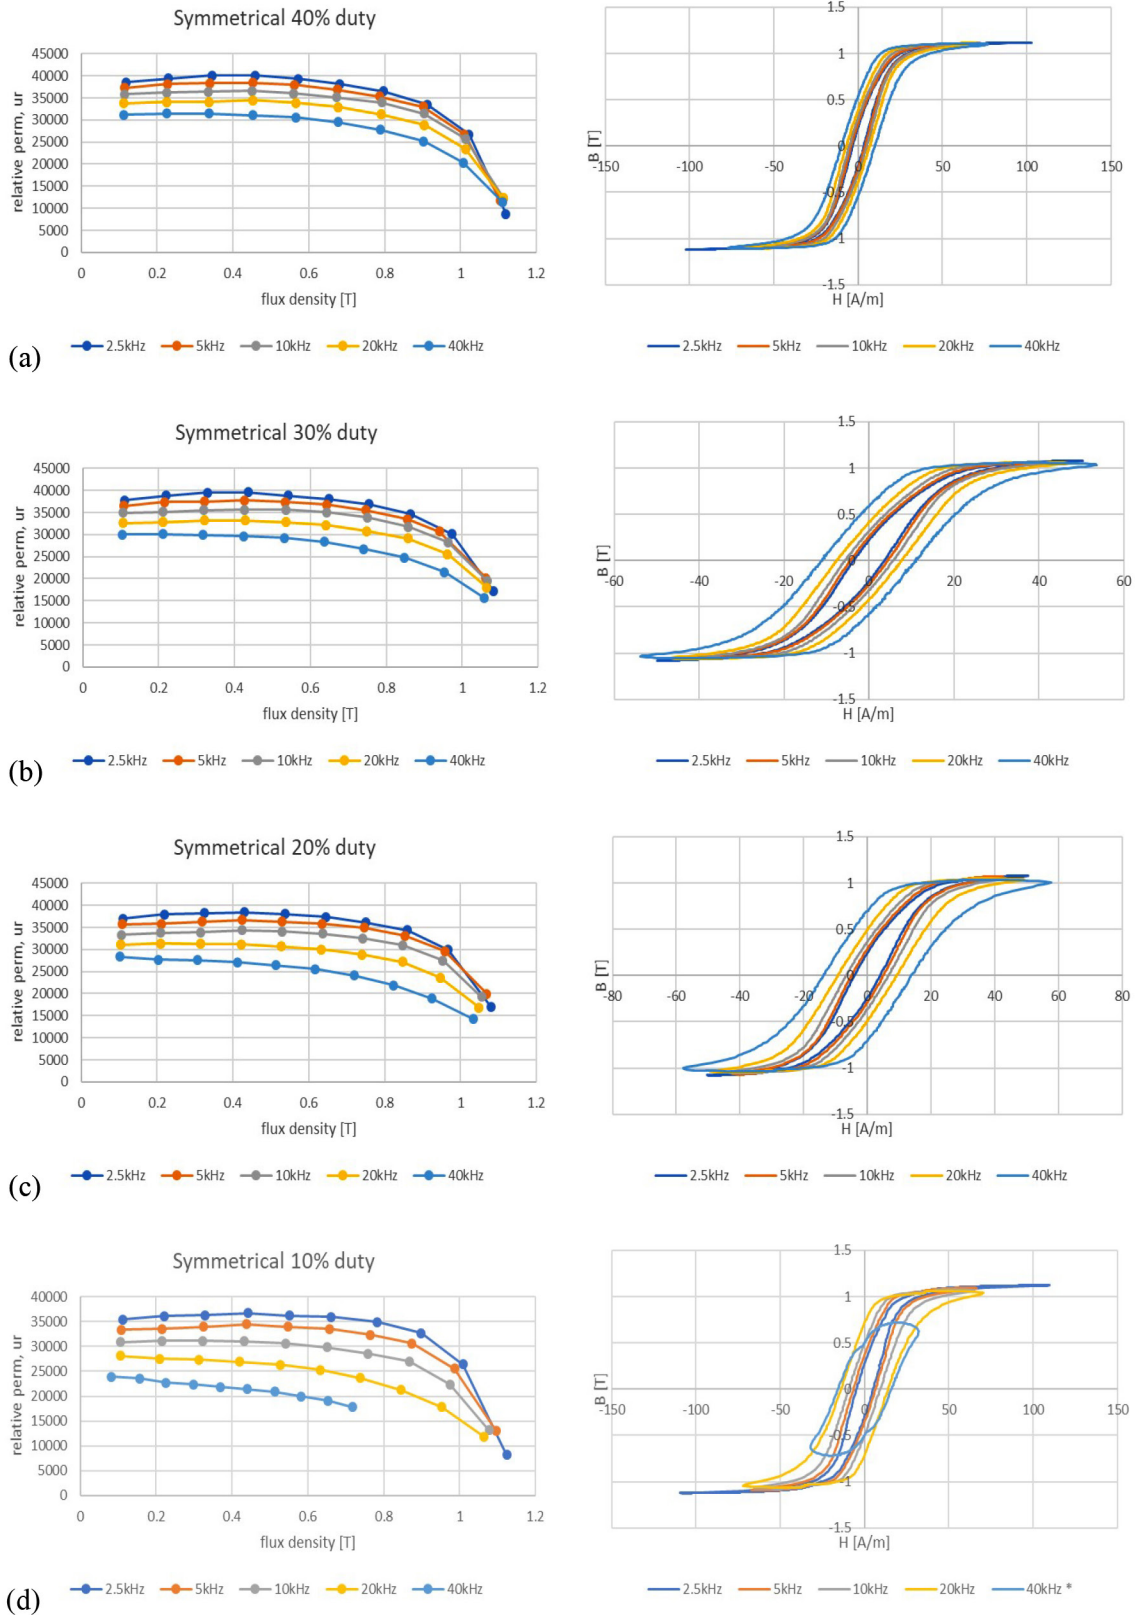 Symmetrical 40% duty
45000
40000
35000
30000
25000
20000
15000
10000
5000
0
relative perm, ur
0 0.2 0.4 0.6 0.8 1 1.2
flux density [T]
2.5kHz 5kHz 10kHz 20kHz 40kHz
1.5
1
0.5
0
-0.5
-1
-1.5
B [T]
-150 -100 -50 0 50 100 150
H [A/m]
2.5kHz 5kHz 10kHz 20kHz 40kHz
(a)
Symmetrical 30% duty
45000
40000
35000
30000
25000
20000
15000
10000
5000
0
relative perm, ur
0 0.2 0.4 0.6 0.8 1 1.2
flux density [T]
2.5kHz 5kHz 10kHz 20kHz 40kHz
1.5
1
0.5
0
-0.5
-1
-1.5
B [T]
-60 -40 -20 0 20 40 60
H [A/m]
2.5kHz 5kHz 10kHz 20kHz 40kHz
(b)
Symmetrical 20% duty
45000
40000
35000
30000
25000
20000
15000
10000
5000
0
relative perm, ur
0 0.2 0.4 0.6 0.8 1 1.2
flux density [T]
2.5kHz 5kHz 10kHz 20kHz 40kHz
1.5
1
0.5
0
-0.5
-1
-1.5
B [T]
-80 -60 -40 -20 0 20 40 60 80
H [A/m]
2.5kHz 5kHz 10kHz 20kHz 40kHz
(c)
Symmetrical 10% duty
40000
35000
30000
25000
20000
15000
10000
5000
0
relative perm, ur
0 0.2 0.4 0.6 0.8 1 1.2
flux density [T]
2.5kHz 5kHz 10kHz 20kHz 40kHz
1.5
1
0.5
0
-0.5
-1
-1.5
B [T]
-150 -100 -50 0 50 100 150
H [A/m]
2.5kHz 5kHz 10kHz 20kHz 40kHz *
(d)